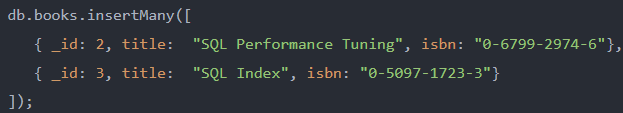 db.books.insertMany([
{ _id: 2, title:  "SQL Performance Tuning", isbn: "0-6799-2974-6"},
{ _id: 3, title:  "SQL Index", isbn: "0-5097-1723-3"}
]);